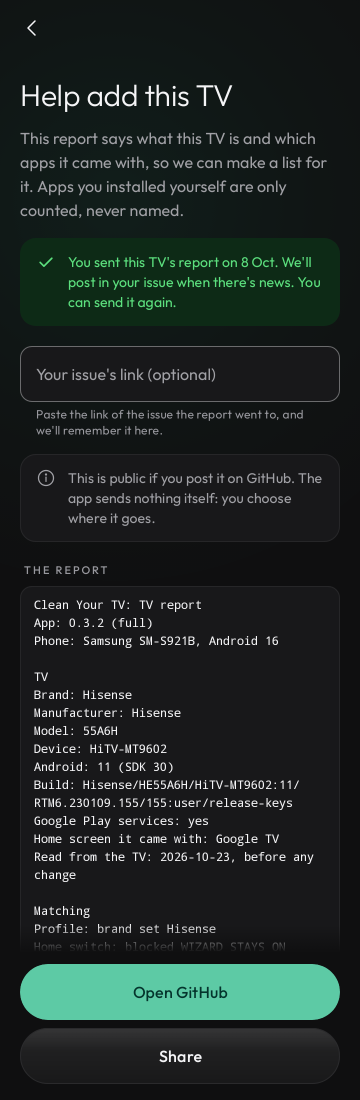 Help add this TV
This report says what this TV is and which
apps it came with, so we can make a list for
it. Apps you installed yourself are only
counted, never named.
You sent this TV's report on 8 Oct. We'll
post in your issue when there's news. You
can send it again.
Your issue's link (optional)
Paste the link of the issue the report went to, and
we'll remember it here.
This is public if you post it on GitHub. The
app sends nothing itself: you choose
where it goes.
THE REPORT
Clean Your TV: TV report
App: 0.3.2 (full)
Phone: Samsung SM-S921B, Android 16
TV
Brand: Hisense
Manufacturer: Hisense
Model: 55A6H
Device: HiTV-MT9602
Android: 11 (SDK 30)
Build: Hisense/HE55A6H/HiTV-MT9602:11/
RTM6.230109.155/155:user/release-keys
Google Play services: yes
Home screen it came with: Google TV
Read from the TV: 2026-10-23, before any
change
Matching
Profile: brand set Hisense
Home switch: blocked WIZARD_STAYS_ON
Open GitHub
Share